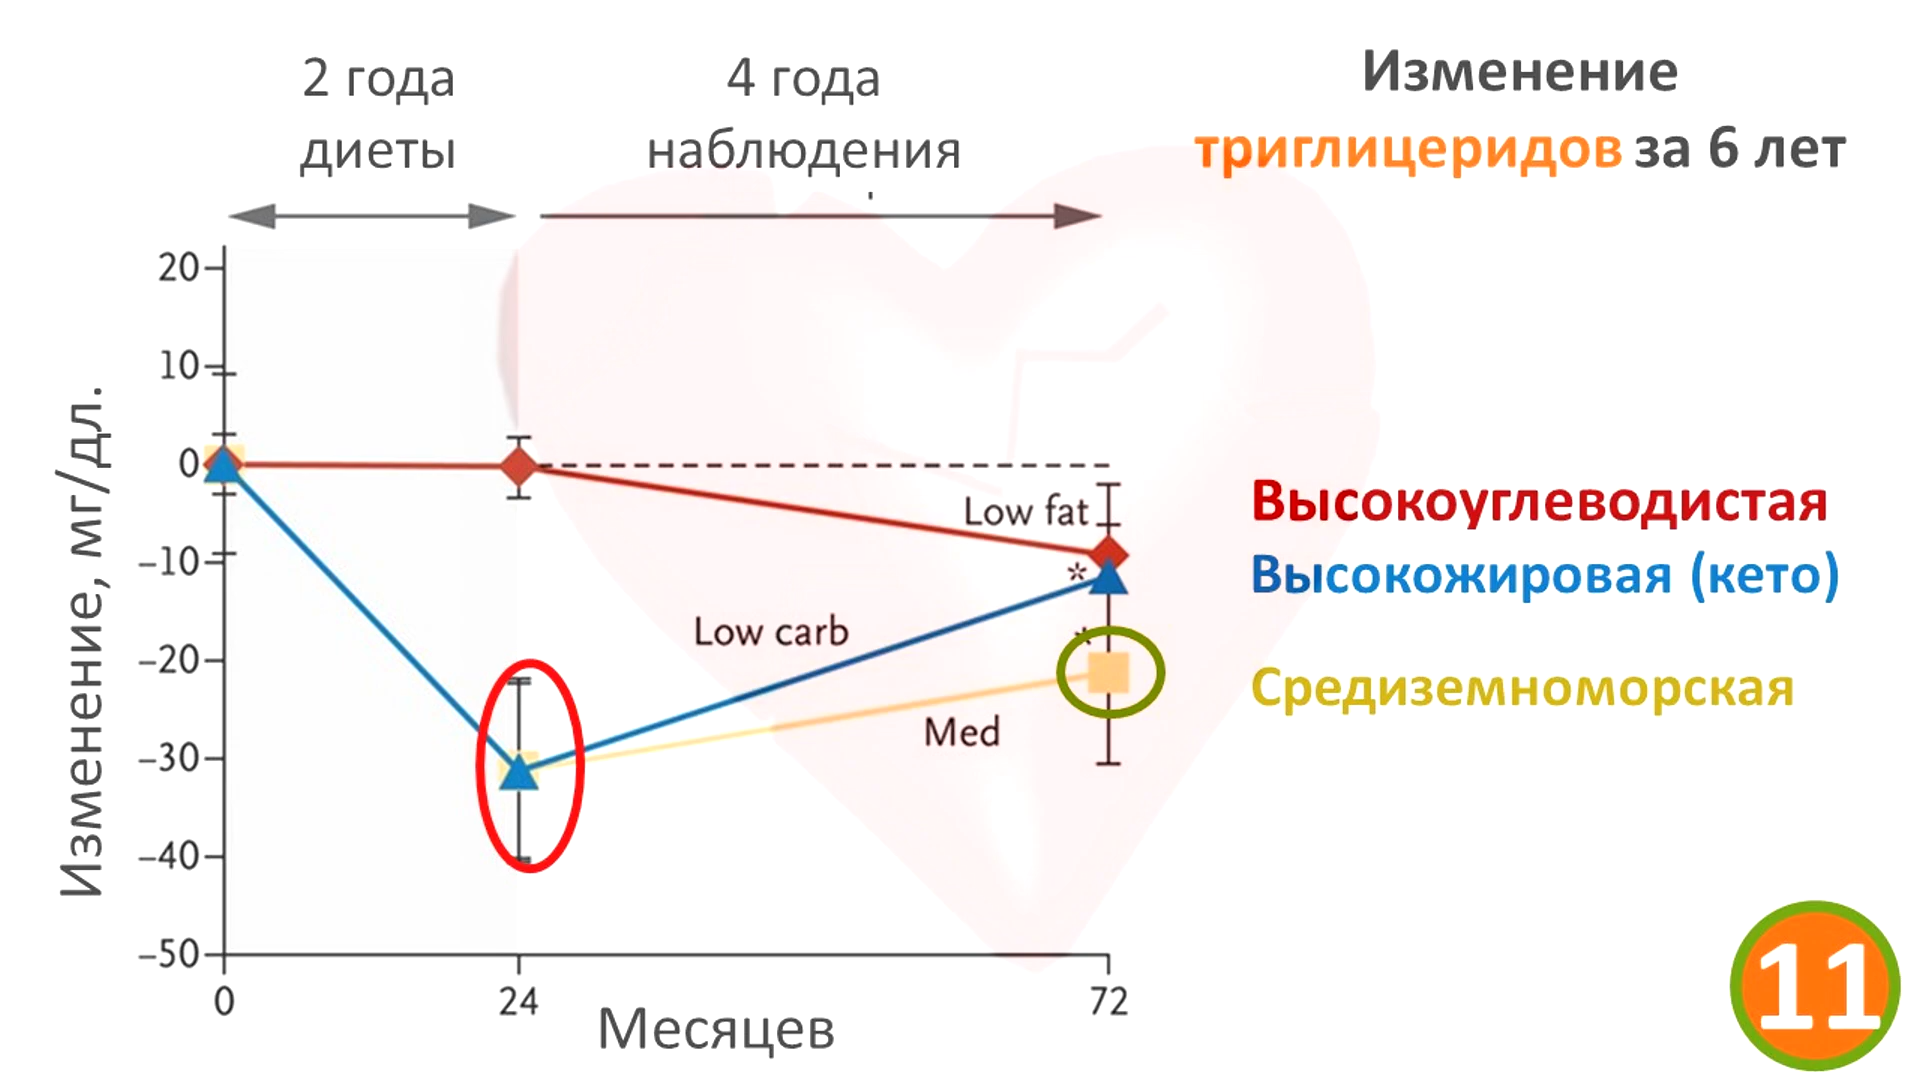 2 года
диеты
4 года
наблюдения
Изменение
триглицеридов за 6 лет
Изменение, мг/дл.
20
10
0
–10
–20
–30
–40
–50
Low fat
*
Low carb
*
Med
Высокоуглеводистая
Высокожировая (кето)
Средиземноморская
0
24
72
Месяцев
11